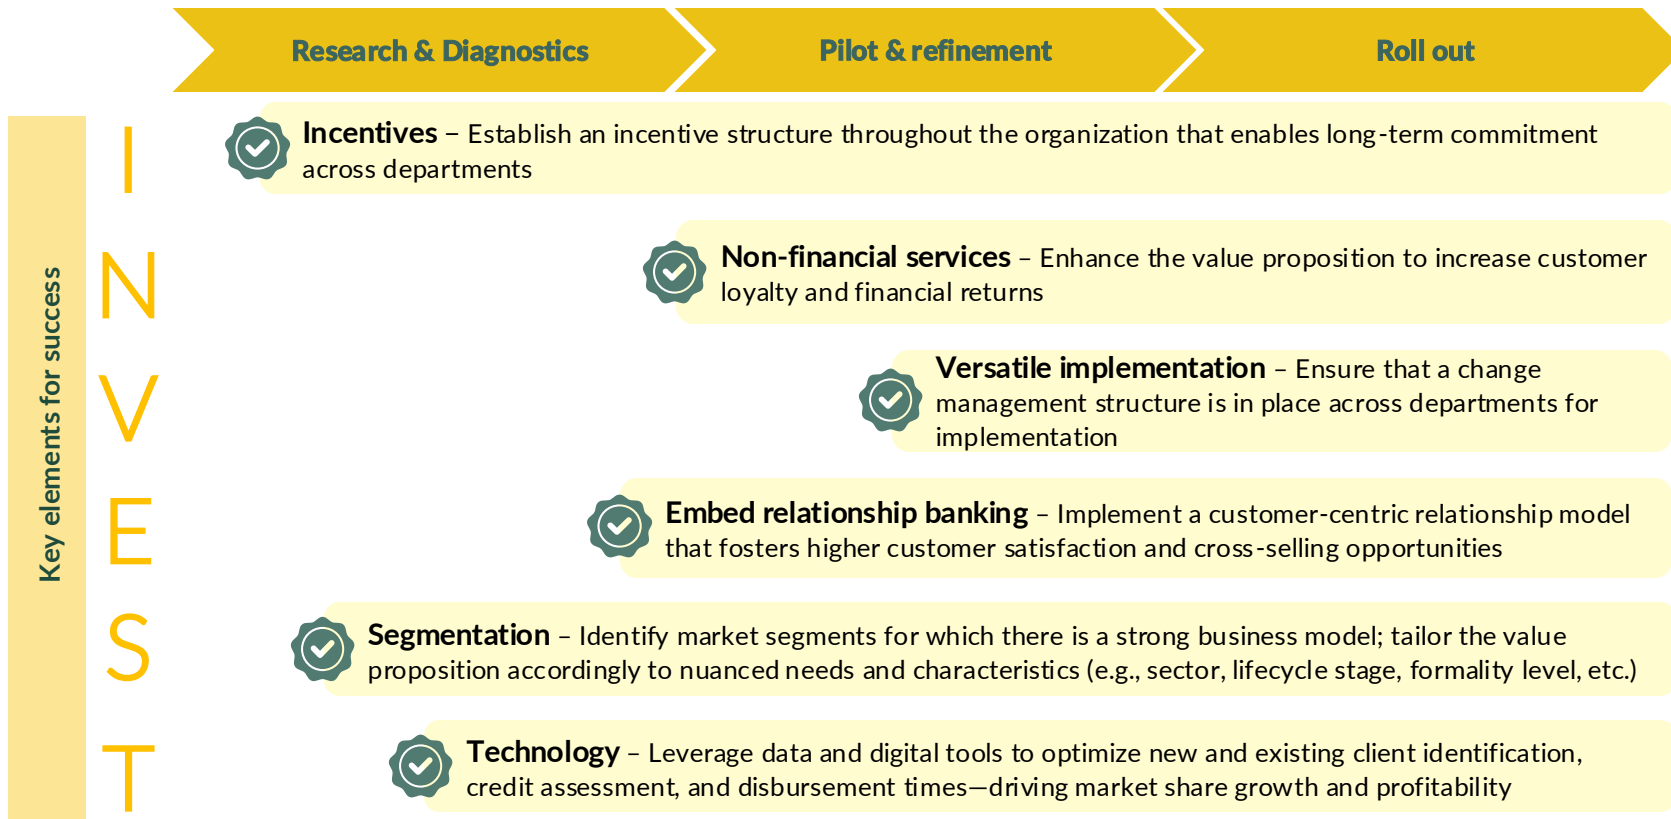 Research & Diagnostics
Pilot & refinement
Roll out
Key elements for success
I
Incentives – Establish an incentive structure throughout the organization that enables long-term commitment
across departments
N
Non-financial services – Enhance the value proposition to increase customer
loyalty and financial returns
V
Versatile implementation – Ensure that a change
management structure is in place across departments for
implementation
E
Embed relationship banking – Implement a customer-centric relationship model
that fosters higher customer satisfaction and cross-selling opportunities
S
Segmentation – Identify market segments for which there is a strong business model; tailor the value
proposition accordingly to nuanced needs and characteristics (e.g., sector, lifecycle stage, formality level, etc.)
T
Technology – Leverage data and digital tools to optimize new and existing client identification,
credit assessment, and disbursement times—driving market share growth and profitability